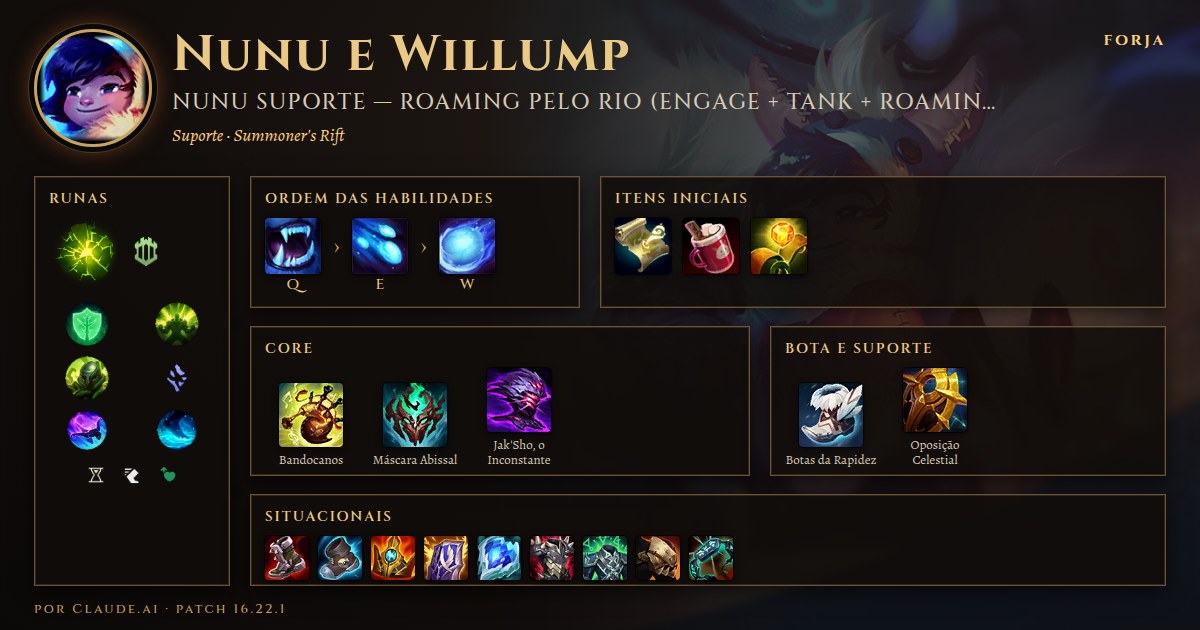 Nunu e Willump
FORJA
NUNU SUPORTE — ROAMING PELO RIO (ENGAGE + TANK + ROAMIN...
Suporte · Summoner's Rift
RUNAS
ORDEM DAS HABILIDADES
Q
E
W
ITENS INICIAIS
CORE
Bandocanos
Máscara Abissal
Jak'Sho, o
Inconstante
BOTA E SUPORTE
Botas da Rapidez
Oposição
Celestial
SITUACIONAIS
POR CLAUDE.AI · PATCH 16.22.1